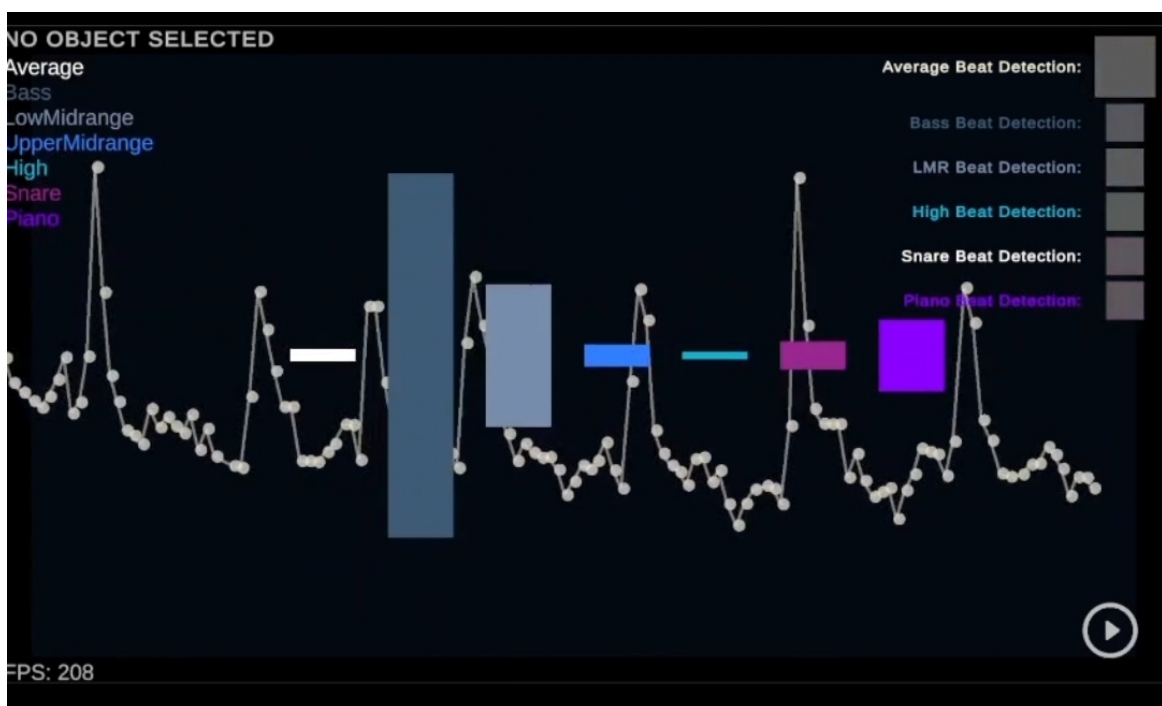 NO OBJECT SELECTED
Average
Bass
LowMidrange
UpperMidrange
High
Snare
Piano
Average Beat Detection:
Bass Beat Detection:
LMR Beat Detection:
High Beat Detection:
Snare Beat Detection:
Piano Beat Detection:
FPS: 208